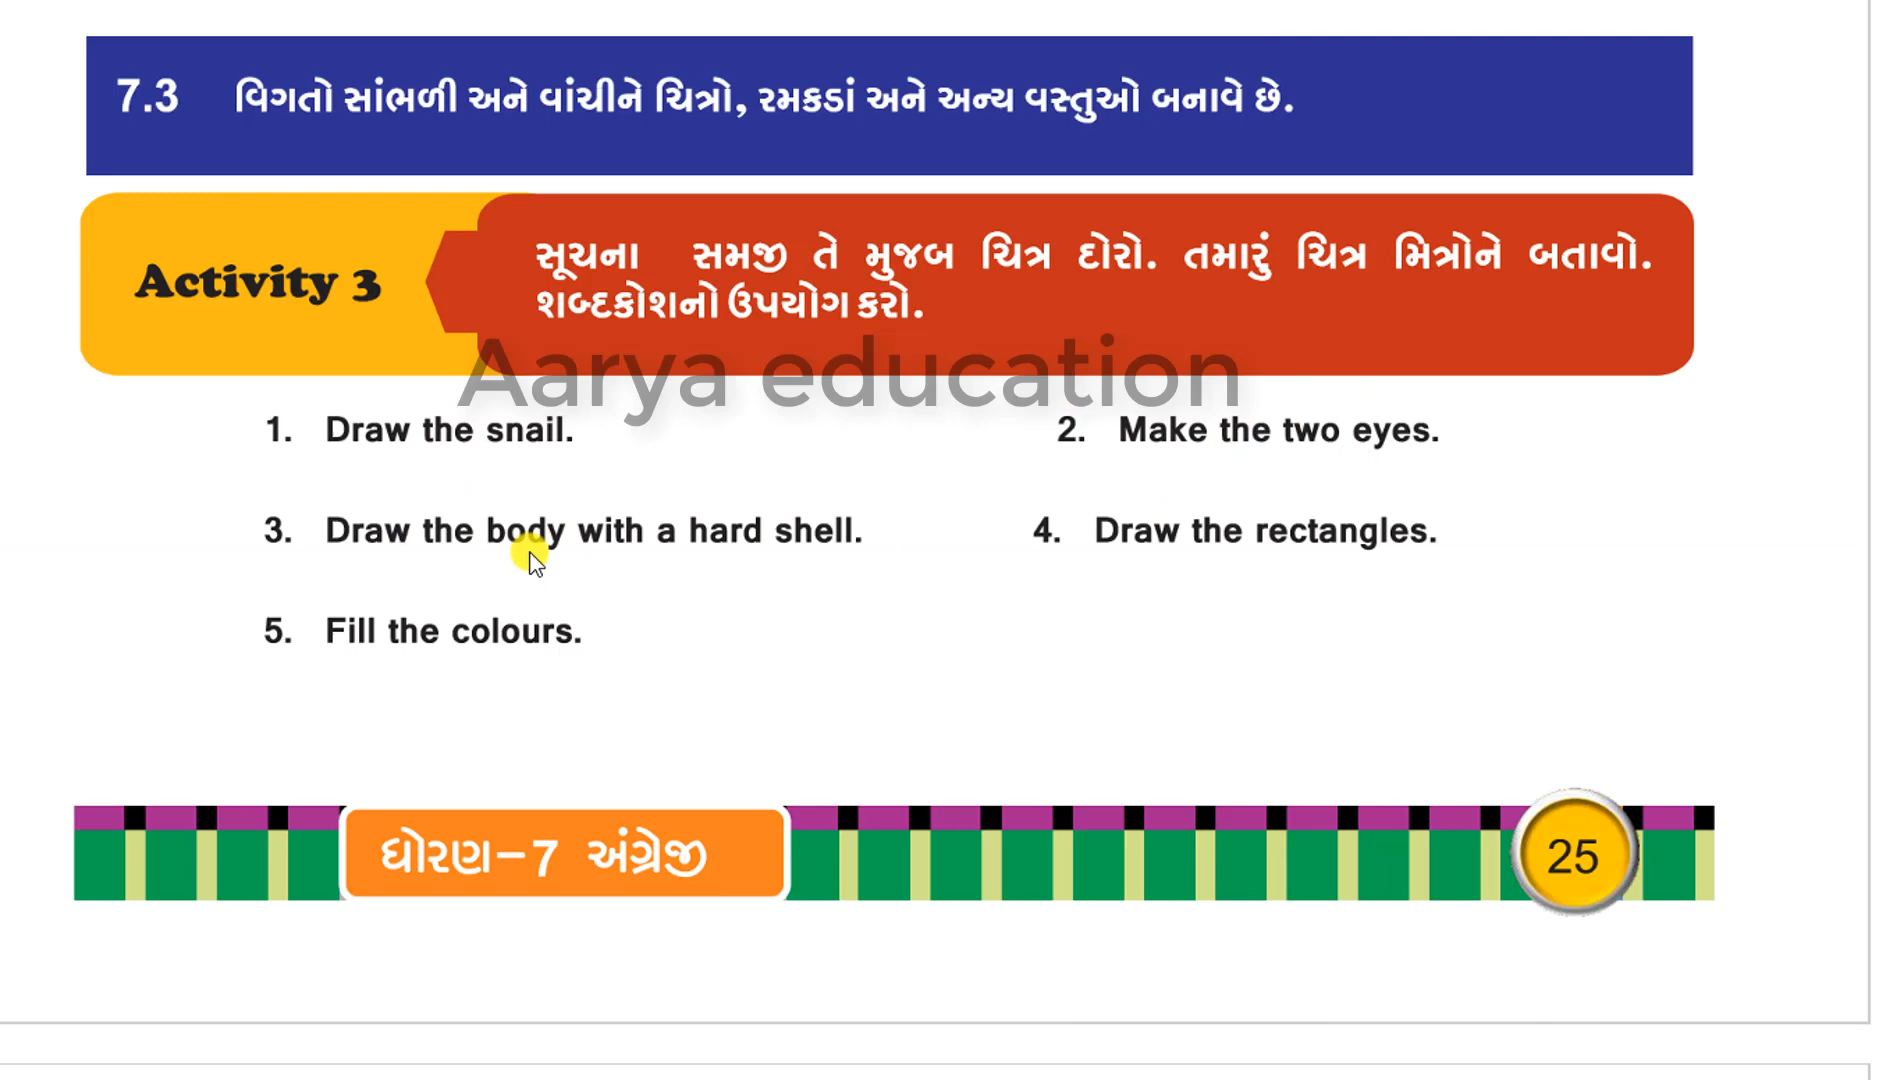 7.3 વિગતો સાંભળી અને વાંચીને ચિત્રો, રમકડાં અને અન્ય વસ્તુઓ બનાવે છે.
Activity 3
સૂચના સમજી તે મુજબ ચિત્ર દોરો. તમારું ચિત્ર મિત્રોને બતાવો.
શબ્દકોશનો ઉપયોગ કરો.
Aarya education
1. Draw the snail.
2. Make the two eyes.
3. Draw the body with a hard shell.
4. Draw the rectangles.
5. Fill the colours.
ધોરણ-7 અંગ્રેજી
25